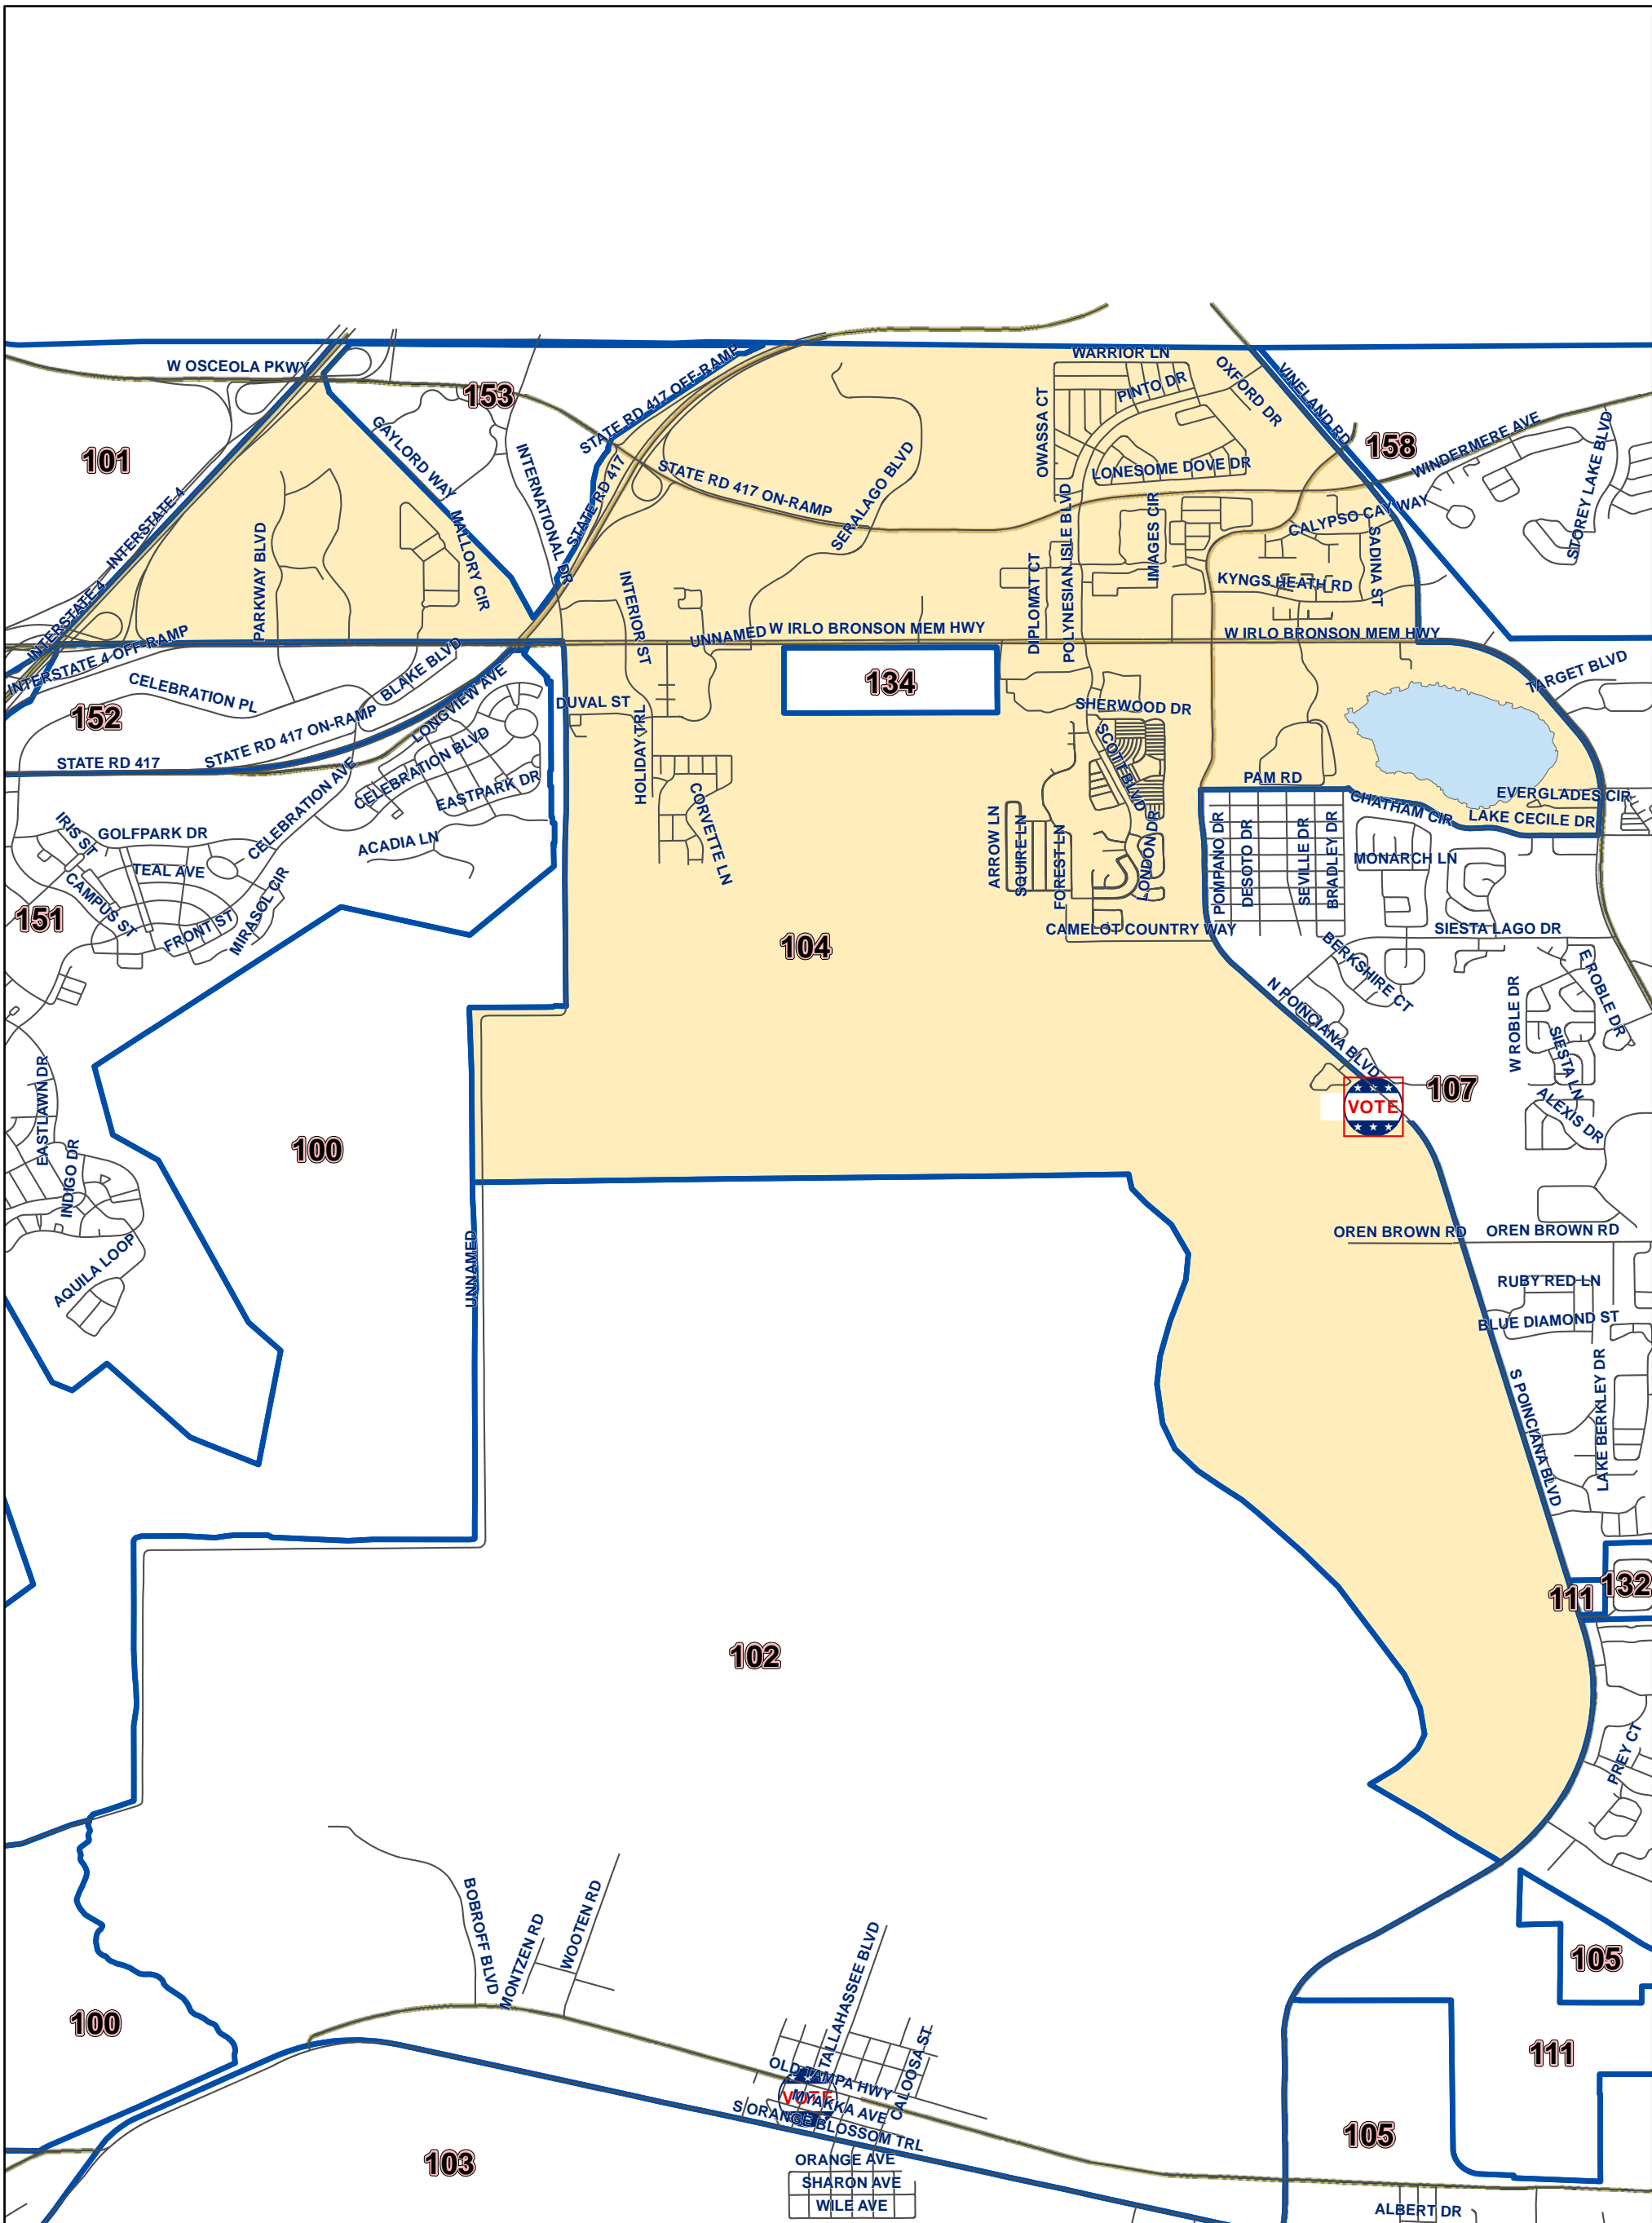 WARRIOR LN
W OSCEOLA PKWY
153
STATE RD 417 OFF-RAMP
PINTO DR
OXFORD DR
VINELAND RD
101
GAYLORD WAY
OWASSA CT
158
WINDERMERE AVE
STOREY LAKE BLVD
INTERNATIONAL DR
STATE RD 417
STATE RD 417 ON-RAMP
SERALAGO BLVD
LONESOME DOVE DR
INTERSTATE 4
PARKWAY BLVD
MALLORY CIR
POLYNESIAN ISLE BLVD
IMAGES CIR
CALYPSO CAY WAY
SADINA ST
INTERSTATE 4
INTERIOR ST
DIPLOMAT CT
KYNGS HEATH RD
INTERSTATE 4 OFF-RAMP
UNNAMED
W IRLO BRONSON MEM HWY
W IRLO BRONSON MEM HWY
BLAKE BLVD
CELEBRATION PL
LONGVIEW AVE
134
TARGET BLVD
152
DUVAL ST
SHERWOOD DR
STATE RD 417 ON-RAMP
HOLIDAY TRL
SCOTT BLVD
STATE RD 417
CELEBRATION BLVD
EASTPARK DR
CORVETTE LN
PAM RD
CHATHAM CIR
EVERGLADES CIR
LAKE CECILE DR
IRIS ST
GOLFPARK DR
CELEBRATION AVE
ACADIA LN
ARROW LN
SQUIRE LN
FOREST LN
LONDON DR
POMPANO DR
DESOTO DR
SEVILLE DR
BRADLEY DR
MONARCH LN
TEAL AVE
CAMPUS ST
151
FRONT ST
MIRASOL CIR
104
CAMELOT COUNTRY WAY
SIESTA LAGO DR
BERKSHIRE CT
E ROBLE DR
W ROBLE DR
N POINCIANA BLVD
SIESTA LN
EASTLAWN DR
107
VOTE
ALEXIS DR
100
INDIGO DR
UNNAMED
OREN BROWN RD
OREN BROWN RD
AQUILA LOOP
RUBY RED LN
BLUE DIAMOND ST
S POINCIANA BLVD
LAKE BERKLEY DR
111
132
102
PREY CT
BOBROFF BLVD
MONTZEN RD
WOOTEN RD
TALLAHASSEE BLVD
105
100
CALOOSA ST
111
OLD TAMPA HWY
VOTE
MYAKKA AVE
S ORANGE BLOSSOM TRL
105
103
ORANGE AVE
SHARON AVE
WILE AVE
ALBERT DR